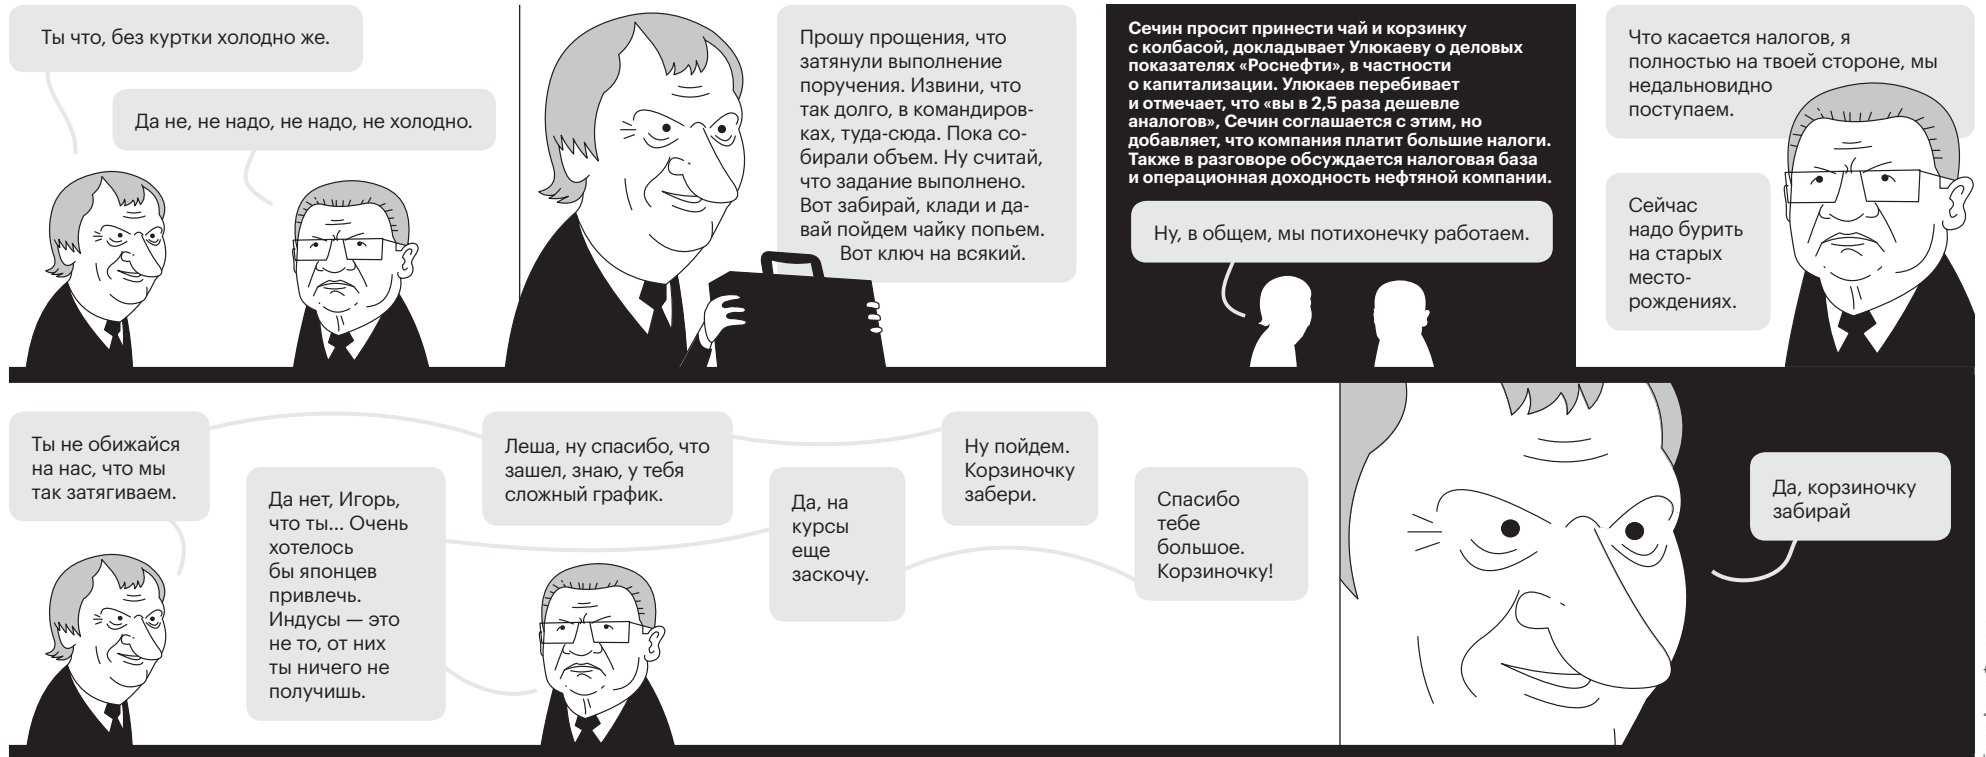 Ты что, без куртки холодно же.
Да не, не надо, не надо, не холодно.
Прошу прощения, что
затянули выполнение
поручения. Извини, что
так долго, в командиров-
ках, туда-сюда. Пока со-
бирали объем. Ну считай,
что задание выполнено.
Вот забирай, клади и да-
вай пойдем чайку попьем.
Вот ключ на всякий.
Сечин просит принести чай и корзинку
с колбасой, докладывает Улюкаеву о деловых
показателях «Роснефти», в частности
о капитализации. Улюкаев перебивает
и отмечает, что «вы в 2,5 раза дешевле
аналогов», Сечин соглашается с этим, но
добавляет, что компания платит большие налоги.
Также в разговоре обсуждается налоговая база
и операционная доходность нефтяной компании.
Ну, в общем, мы потихонечку работаем.
Что касается налогов, я
полностью на твоей стороне, мы
недальновидно
поступаем.
Сейчас
надо бурить
на старых
место-
рождениях.
Ты не обижайся
на нас, что мы
так затягиваем.
Да нет, Игорь,
что ты... Очень
хотелось
бы японцев
привлечь.
Индусы — это
не то, от них
ты ничего не
получишь.
Леша, ну спасибо, что
зашел, знаю, у тебя
сложный график.
Да, на
курсы
еще
заскочу.
Ну пойдем.
Корзиночку
забери.
Спасибо
тебе
большое.
Корзиночку!
Да, корзиночку
забирай